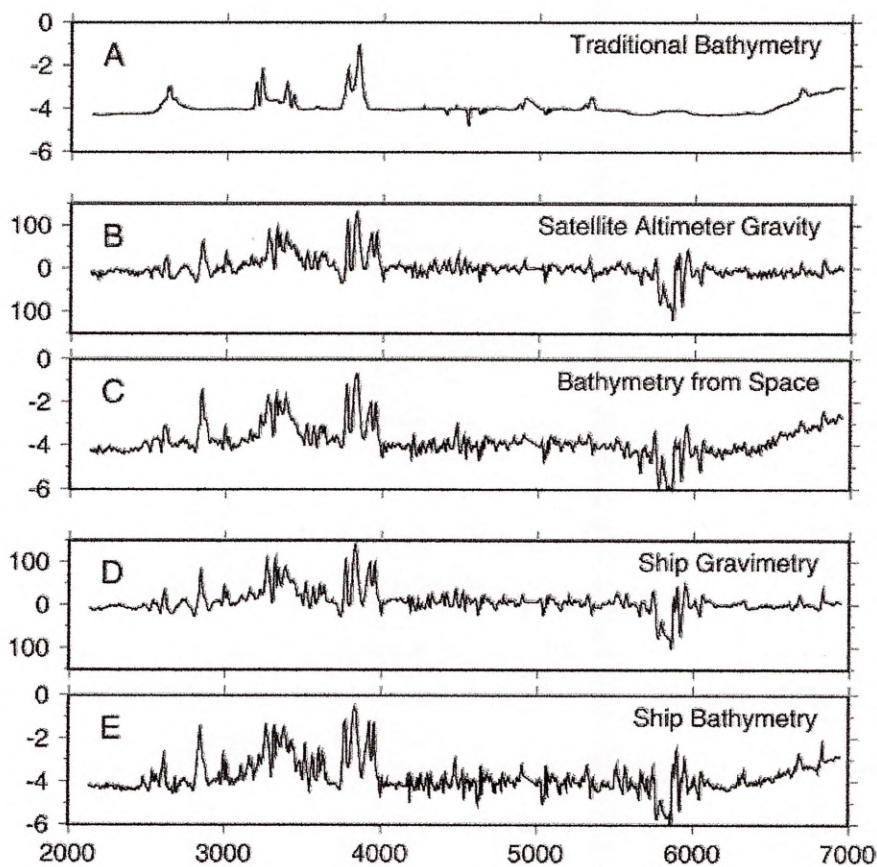 0
-2
-4
-6
A
Traditional Bathymetry
100
0
100
B
Satellite Altimeter Gravity
0
-2
-4
-6
C
Bathymetry from Space
100
0
100
D
Ship Gravimetry
0
-2
-4
-6
E
Ship Bathymetry
2000 3000 4000 5000 6000 7000